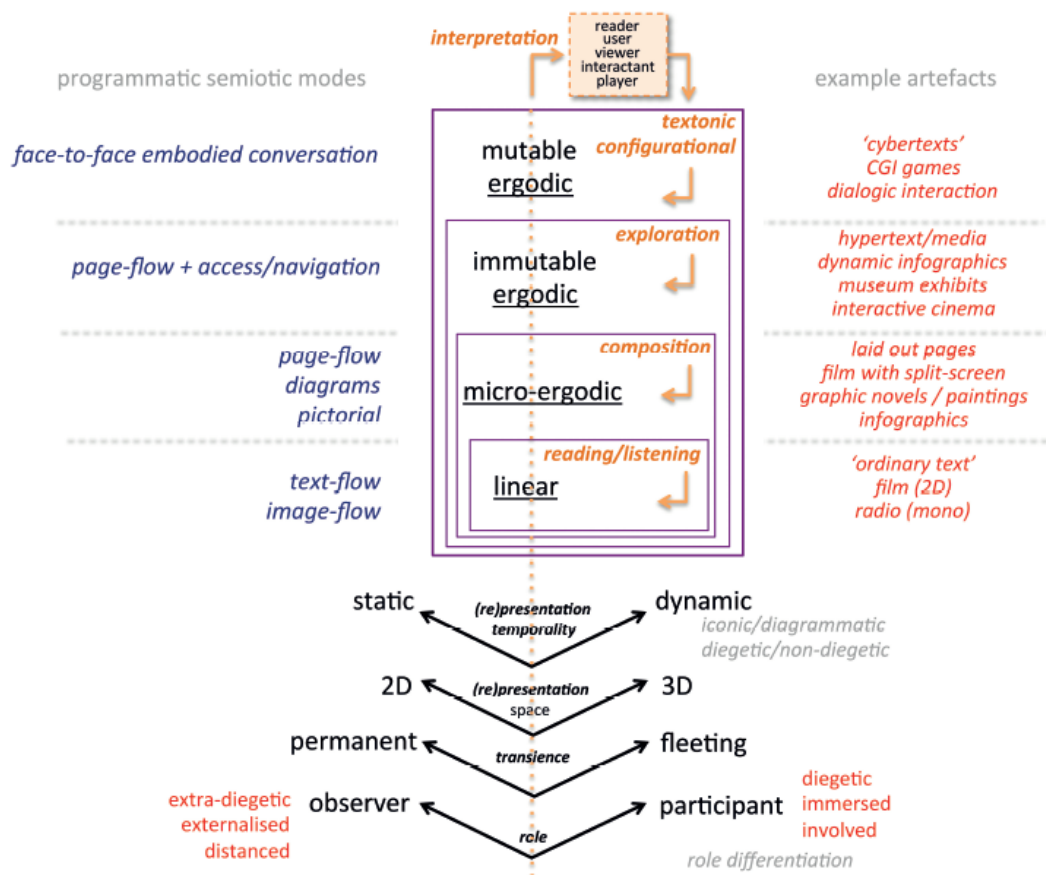 reader
user
viewer
interactant
player
interpretation
programmatic semiotic modes
example artefacts
face-to-face embodied conversation
mutable
ergodic
textonic
configurational
‘cybertexts’
CGI games
dialogic interaction
page-flow + access/navigation
immutable
ergodic
exploration
hypertext/media
dynamic infographics
museum exhibits
interactive cinema
page-flow
diagrams
pictorial
micro-ergodic
composition
laid out pages
film with split-screen
graphic novels / paintings
infographics
text-flow
image-flow
linear
reading/listening
‘ordinary text’
film (2D)
radio (mono)
static
(re)presentation
temporality
dynamic
iconic/diagrammatic
diegetic/non-diegetic
2D
(re)presentation
space
3D
permanent
transience
fleeting
extra-diegetic
externalised
distanced
observer
role
participant
diegetic
immersed
involved
role differentiation